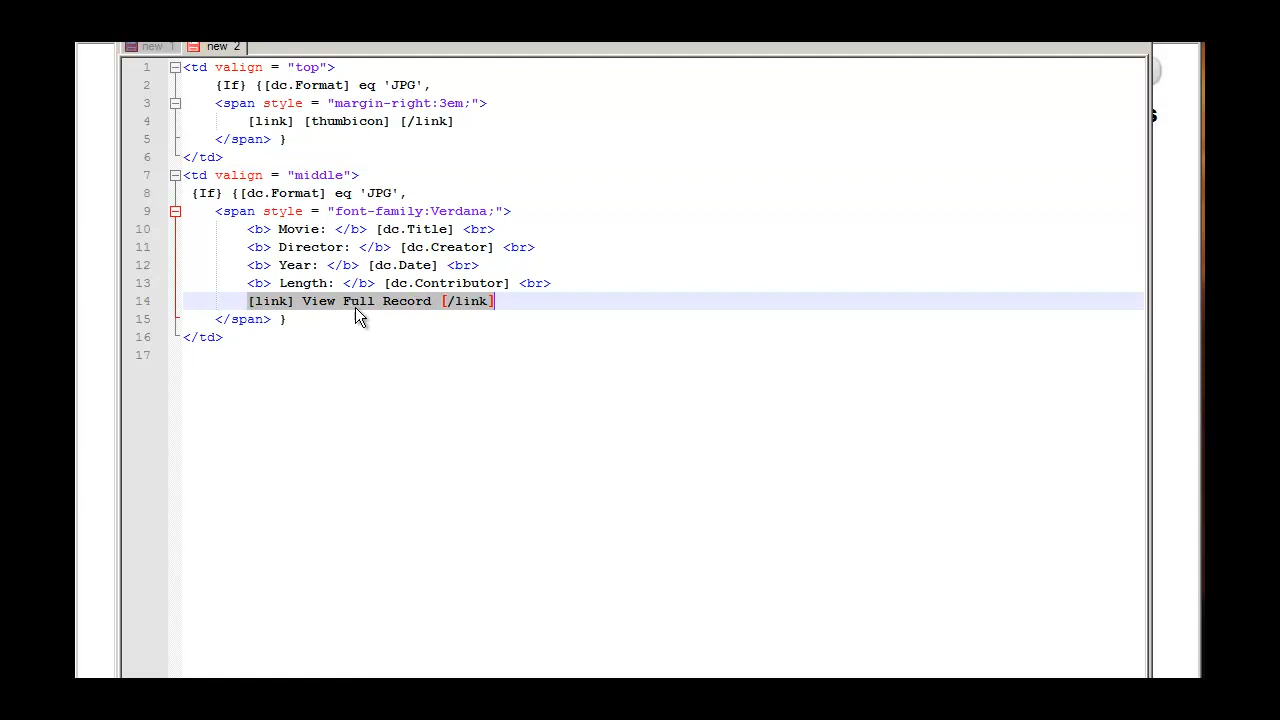 new 1 new 2
1 <td valign = "top">
2 {If} {[dc.Format] eq 'JPG',
3 <span style = "margin-right:3em;">
4 [link] [thumbicon] [/link]
5 </span> }
6 </td>
7 <td valign = "middle">
8 {If} {[dc.Format] eq 'JPG',
9 <span style = "font-family:Verdana;">
10 <b> Movie: </b> [dc.Title] <br>
11 <b> Director: </b> [dc.Creator] <br>
12 <b> Year: </b> [dc.Date] <br>
13 <b> Length: </b> [dc.Contributor] <br>
14 [link] View Full Record [/link]
15 </span> }
16 </td>
17